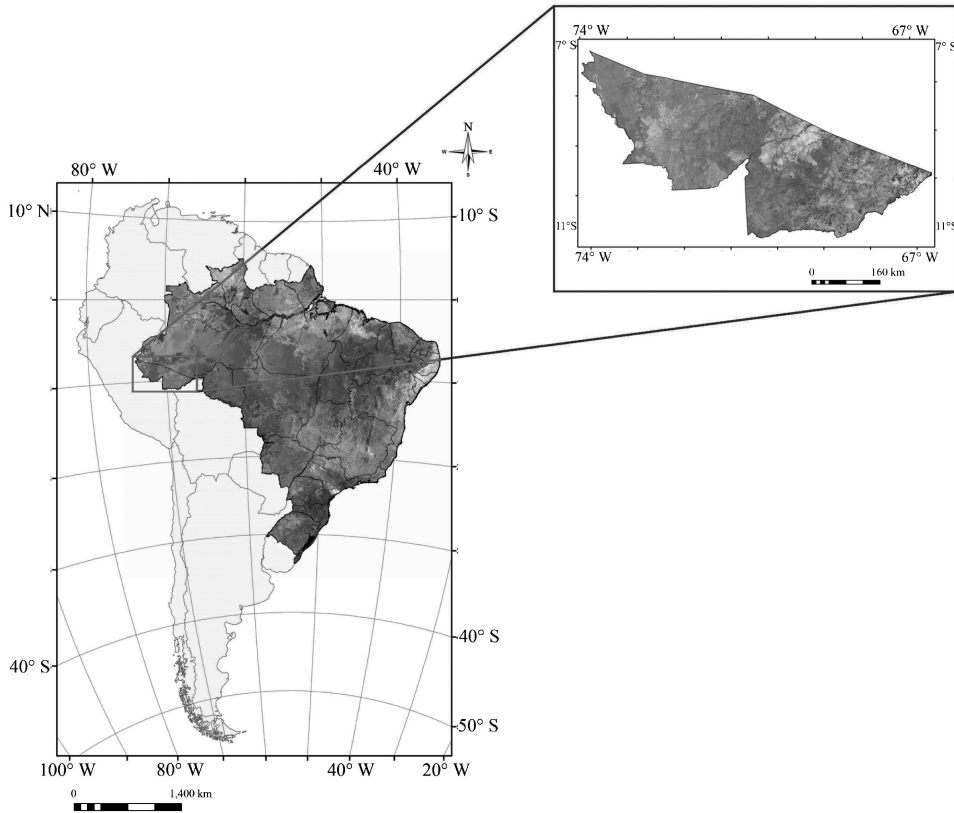 74° W 67° W
7° S 7° S
11° S 11° S
74° W 67° W
0 160 km
N
W E
S
80° W 40° W
10° N 10° S
40° S 40° S
50° S
100° W 80° W 40° W 20° W
0 1,400 km